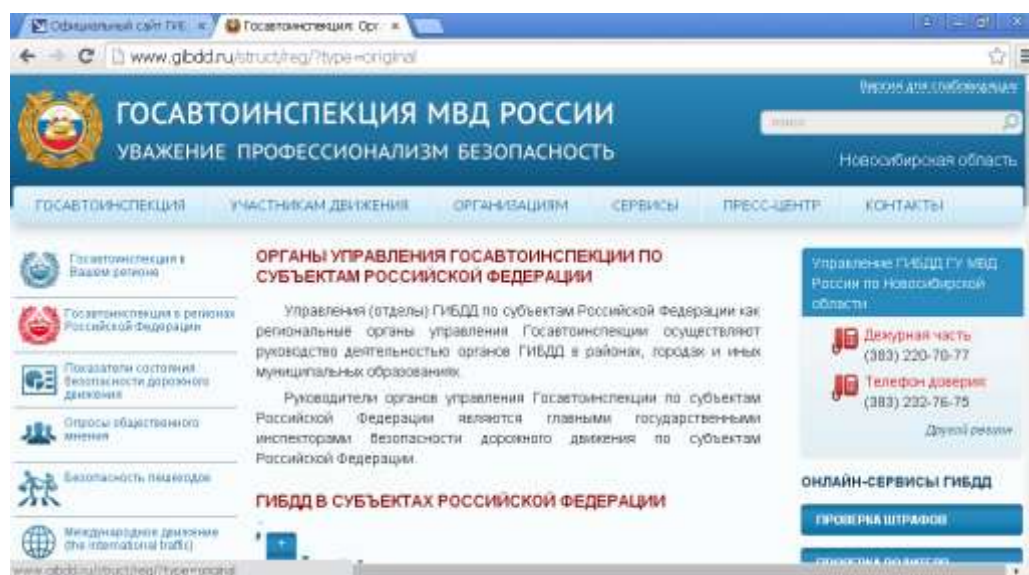 Официальный сайт ГИБ
Госавтоинспекция: Орг
www.gibdd.ru/struct/reg/?type=original
Версия для слабовидящих
ГОСАВТОИНСПЕКЦИЯ МВД РОССИИ
поиск
УВАЖЕНИЕ ПРОФЕССИОНАЛИЗМ БЕЗОПАСНОСТЬ
Новосибирская область
ГОСАВТОИНСПЕКЦИЯ УЧАСТНИКАМ ДВИЖЕНИЯ ОРГАНИЗАЦИЯМ СЕРВИСЫ ПРЕСС-ЦЕНТР КОНТАКТЫ
Госавтоинспекция в
Вашем регионе
Госавтоинспекция в регионах
Российской Федерации
Показатели состояния
безопасности дорожного
движения
Опросы общественного
мнения
Безопасность пешеходов
Международное движение
(the international traffic)
ОРГАНЫ УПРАВЛЕНИЯ ГОСАВТОИНСПЕКЦИИ ПО
СУБЪЕКТАМ РОССИЙСКОЙ ФЕДЕРАЦИИ
Управления (отделы) ГИБДД по субъектам Российской Федерации как
региональные органы управления Госавтоинспекции осуществляют
руководство деятельностью органов ГИБДД в районах, городах и иных
муниципальных образованиях.
Руководители органов управления Госавтоинспекции по субъектам
Российской Федерации являются главными государственными
инспекторами безопасности дорожного движения по субъектам
Российской Федерации.
ГИБДД В СУБЪЕКТАХ РОССИЙСКОЙ ФЕДЕРАЦИИ
+
Управление ГИБДД ГУ МВД
России по Новосибирской
области
Дежурная часть
(383) 220-70-77
Телефон доверия
(383) 232-76-75
Другой регион
ОНЛАЙН-СЕРВИСЫ ГИБДД
ПРОВЕРКА ШТРАФОВ
www.gibdd.ru/struct/reg/?type=original